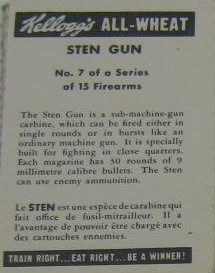 Kellogg's ALL-WHEAT
STEN GUN
No. 7 of a Series
of 15 Firearms
The Sten Gun is a sub-machine-gun
carbine, which can be fired either in
single rounds or in bursts like an
ordinary machine gun. It is specially
built for fighting in close quarters.
Each magazine has 30 rounds of 9
millimetre calibre bullets. The Sten
can use enemy ammunition.
Le STEN est une espèce de carabine qui
fait office de fusil-mitrailleur. Il a
l'avantage de pouvoir être chargé avec
des cartouches ennemies.
TRAIN RIGHT...EAT RIGHT...BE A WINNER!